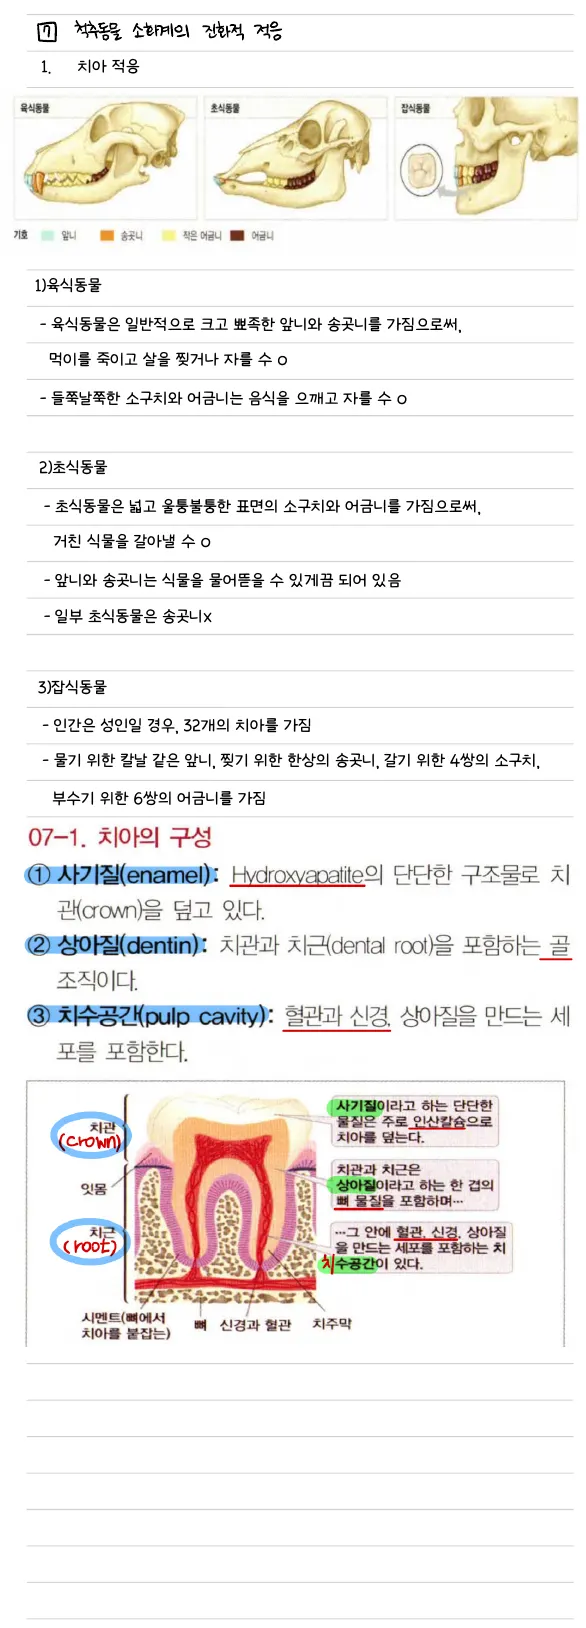 7 척추동물 소화계의 진화적 적응
1. 치아 적응
육식동물
초식동물
잡식동물
기호 앞니 송곳니 작은 어금니 어금니
1)육식동물
- 육식동물은 일반적으로 크고 뾰족한 앞니와 송곳니를 가짐으로써,
먹이를 죽이고 살을 찢거나 자를 수 o
- 들쭉날쭉한 소구치와 어금니는 음식을 으깨고 자를 수 o
2)초식동물
- 초식동물은 넓고 울퉁불퉁한 표면의 소구치와 어금니를 가짐으로써,
거친 식물을 갈아낼 수 o
- 앞니와 송곳니는 식물을 물어뜯을 수 있게끔 되어 있음
- 일부 초식동물은 송곳니x
3)잡식동물
- 인간은 성인일 경우, 32개의 치아를 가짐
- 물기 위한 칼날 같은 앞니, 찢기 위한 한상의 송곳니, 갈기 위한 4쌍의 소구치,
부수기 위한 6쌍의 어금니를 가짐
07-1. 치아의 구성
① 사기질(enamel): Hydroxyapatite의 단단한 구조물로 치
관(crown)을 덮고 있다.
② 상아질(dentin): 치관과 치근(dental root)을 포함하는 골
조직이다.
③ 치수공간(pulp cavity): 혈관과 신경, 상아질을 만드는 세
포를 포함한다.
치관
(crown)
잇몸
치근
(root)
사기질이라고 하는 단단한
물질은 주로 인산칼슘으로
치아를 덮는다.
치관과 치근은
상아질이라고 하는 한 겹의
뼈 물질을 포함하며…
…그 안에 혈관, 신경, 상아질
을 만드는 세포를 포함하는 치
치수공간이 있다.
시멘트(뼈에서
치아를 붙잡는)
뼈
신경과 혈관
치주막